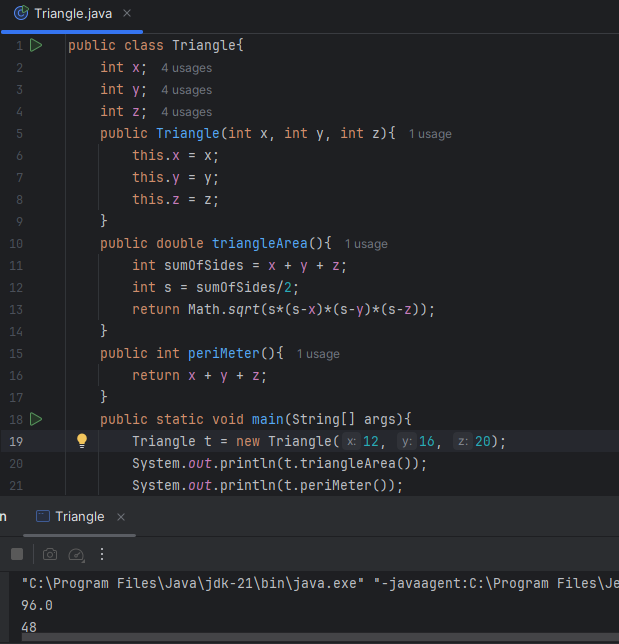 Triangle.java ×
1 public class Triangle{
2 int x; 4 usages
3 int y; 4 usages
4 int z; 4 usages
5 public Triangle(int x, int y, int z){ 1 usage
6 this.x = x;
7 this.y = y;
8 this.z = z;
9 }
10 public double triangleArea(){ 1 usage
11 int sumOfSides = x + y + z;
12 int s = sumOfSides/2;
13 return Math.sqrt(s*(s-x)*(s-y)*(s-z));
14 }
15 public int periMeter(){ 1 usage
16 return x + y + z;
17 }
18 public static void main(String[] args){
19 Triangle t = new Triangle( x: 12, y: 16, z: 20);
20 System.out.println(t.triangleArea());
21 System.out.println(t.periMeter());
n Triangle ×
"C:\Program Files\Java\jdk-21\bin\java.exe" "-javaagent:C:\Program Files\Je
96.0
48